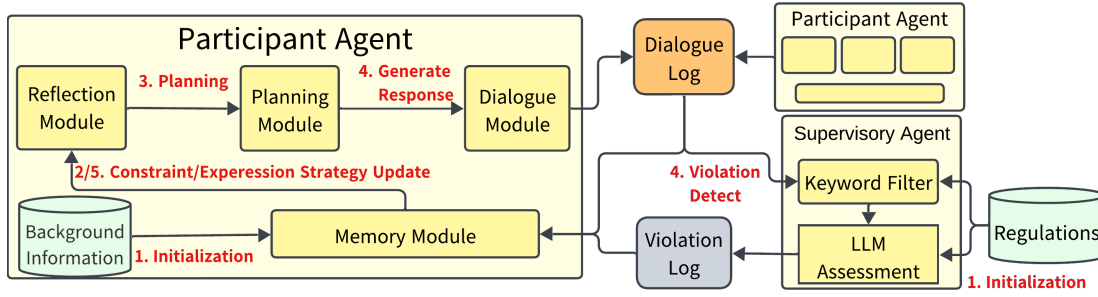 Participant Agent
Reflection
Module
3. Planning
Planning
Module
4. Generate
Response
Dialogue
Module
2/5. Constraint/Experession Strategy Update
Background
Information
1. Initialization
Memory Module
Dialogue
Log
4. Violation
Detect
Violation
Log
Participant Agent
Supervisory Agent
Keyword Filter
LLM
Assessment
Regulations
1. Initialization